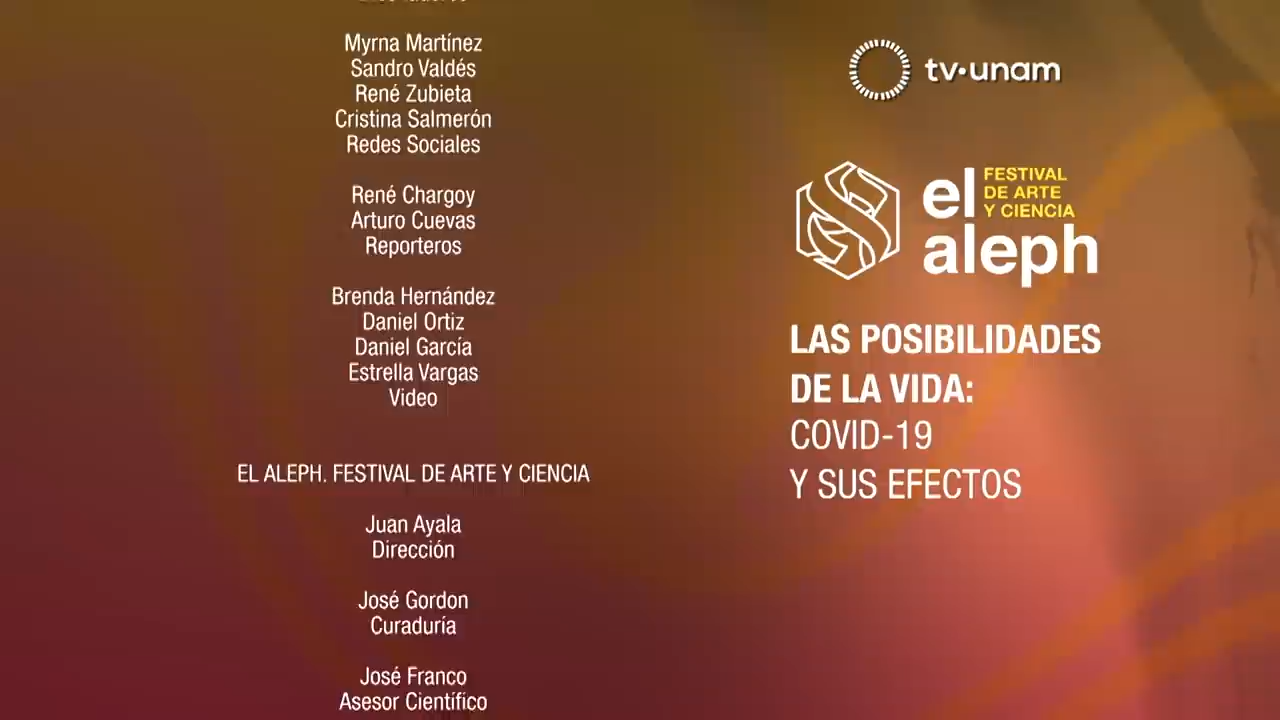 Myrna Martínez
Sandro Valdés
René Zubieta
Cristina Salmerón
Redes Sociales
René Chargoy
Arturo Cuevas
Reporteros
Brenda Hernández
Daniel Ortiz
Daniel García
Estrella Vargas
Video
EL ALEPH. FESTIVAL DE ARTE Y CIENCIA
Juan Ayala
Dirección
José Gordon
Curaduría
José Franco
Asesor Científico
tv·unam
el aleph
FESTIVAL
DE ARTE
Y CIENCIA
LAS POSIBILIDADES
DE LA VIDA:
COVID-19
Y SUS EFECTOS